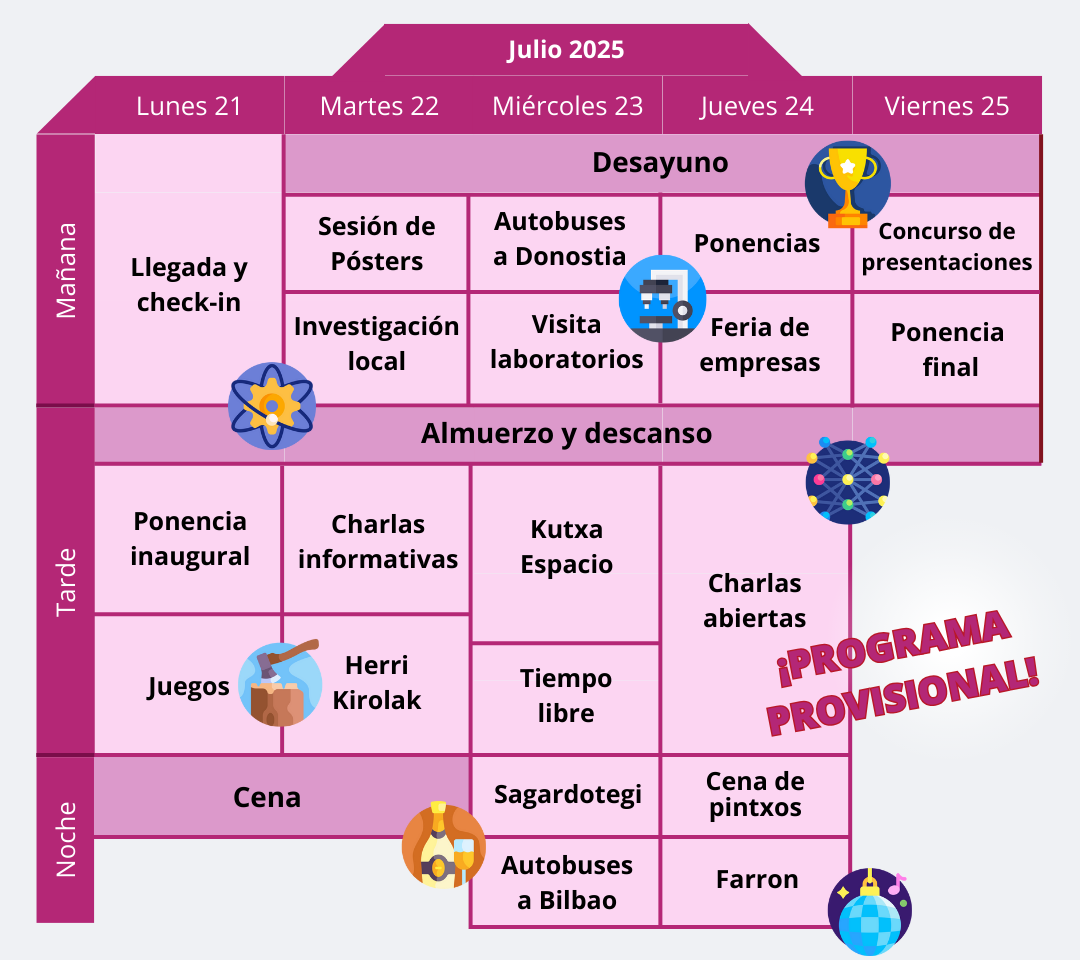 Julio 2025
Lunes 21
Martes 22
Miércoles 23
Jueves 24
Viernes 25
Mañana
Desayuno
Llegada y
check-in
Sesión de
Pósters
Autobuses
a Donostia
Ponencias
Concurso de
presentaciones
Investigación
local
Visita
laboratorios
Feria de
empresas
Ponencia
final
Almuerzo y descanso
Tarde
Ponencia
inaugural
Charlas
informativas
Kutxa
Espacio
Charlas
abiertas
Juegos
Herri
Kirolak
Tiempo
libre
¡PROGRAMA
PROVISIONAL!
Noche
Cena
Sagardotegi
Cena de
pintxos
Autobuses
a Bilbao
Farron